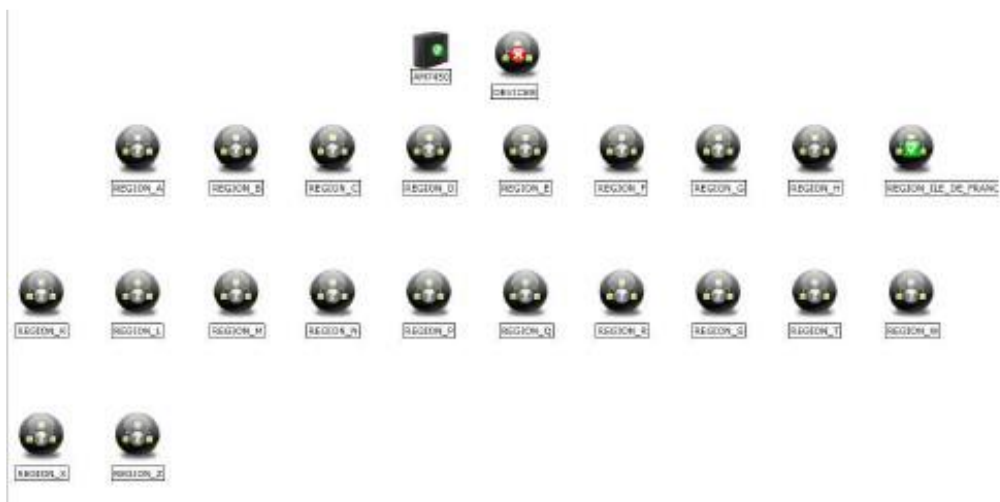 AM7450
DEVICES
REGION_A REGION_B REGION_C REGION_D REGION_E REGION_F REGION_G REGION_H REGION_ILE_DE_FRANC
REGION_K REGION_L REGION_M REGION_N REGION_P REGION_Q REGION_R REGION_S REGION_T REGION_W
REGION_X REGION_Z